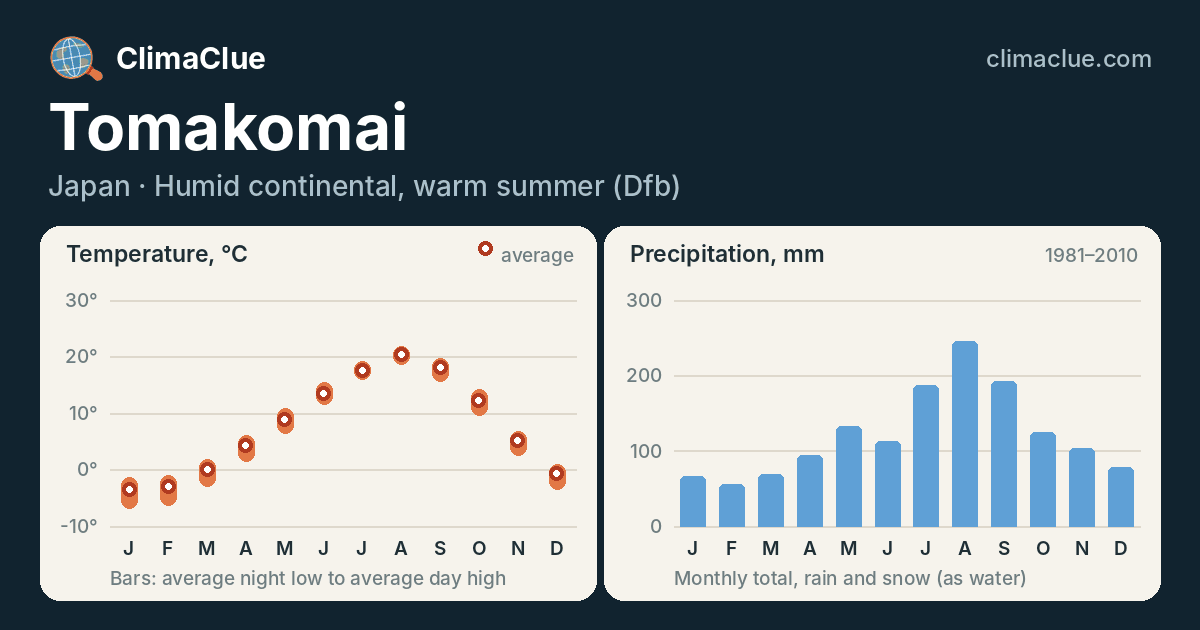 ClimaClue
climaclue.com
Tomakomai
Japan · Humid continental, warm summer (Dfb)
Temperature, °C
average
30°
20°
10°
0°
-10°
J F M A M J J A S O N D
Bars: average night low to average day high
Precipitation, mm
1981–2010
300
200
100
0
J F M A M J J A S O N D
Monthly total, rain and snow (as water)